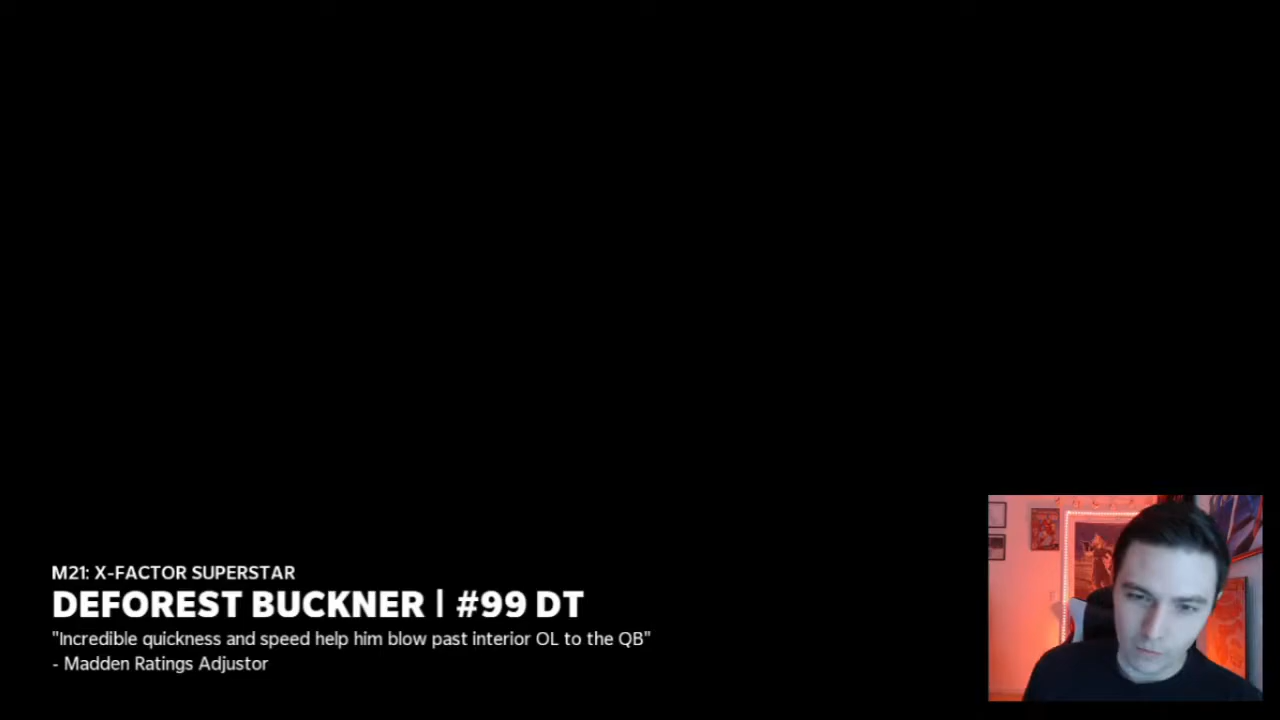 M21: X-FACTOR SUPERSTAR
DEFOREST BUCKNER | #99 DT
"Incredible quickness and speed help him blow past interior OL to the QB"
- Madden Ratings Adjustor